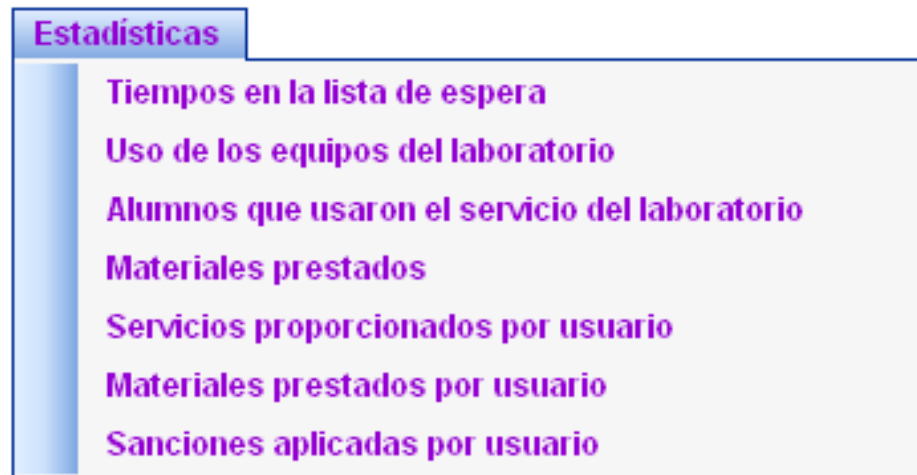 Estadísticas
Tiempos en la lista de espera
Uso de los equipos del laboratorio
Alumnos que usaron el servicio del laboratorio
Materiales prestados
Servicios proporcionados por usuario
Materiales prestados por usuario
Sanciones aplicadas por usuario